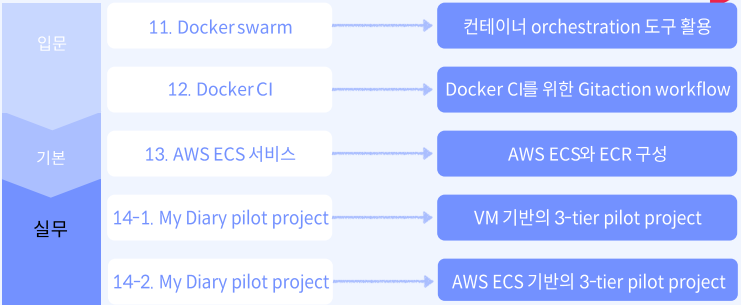 11. Docker swarm
컨테이너 orchestration 도구 활용
입문
12. Docker CI
Docker CI를 위한 Gitaction workflow
기본
13. AWS ECS 서비스
AWS ECS와 ECR 구성
실무
14-1. My Diary pilot project
VM 기반의 3-tier pilot project
14-2. My Diary pilot project
AWS ECS 기반의 3-tier pilot project